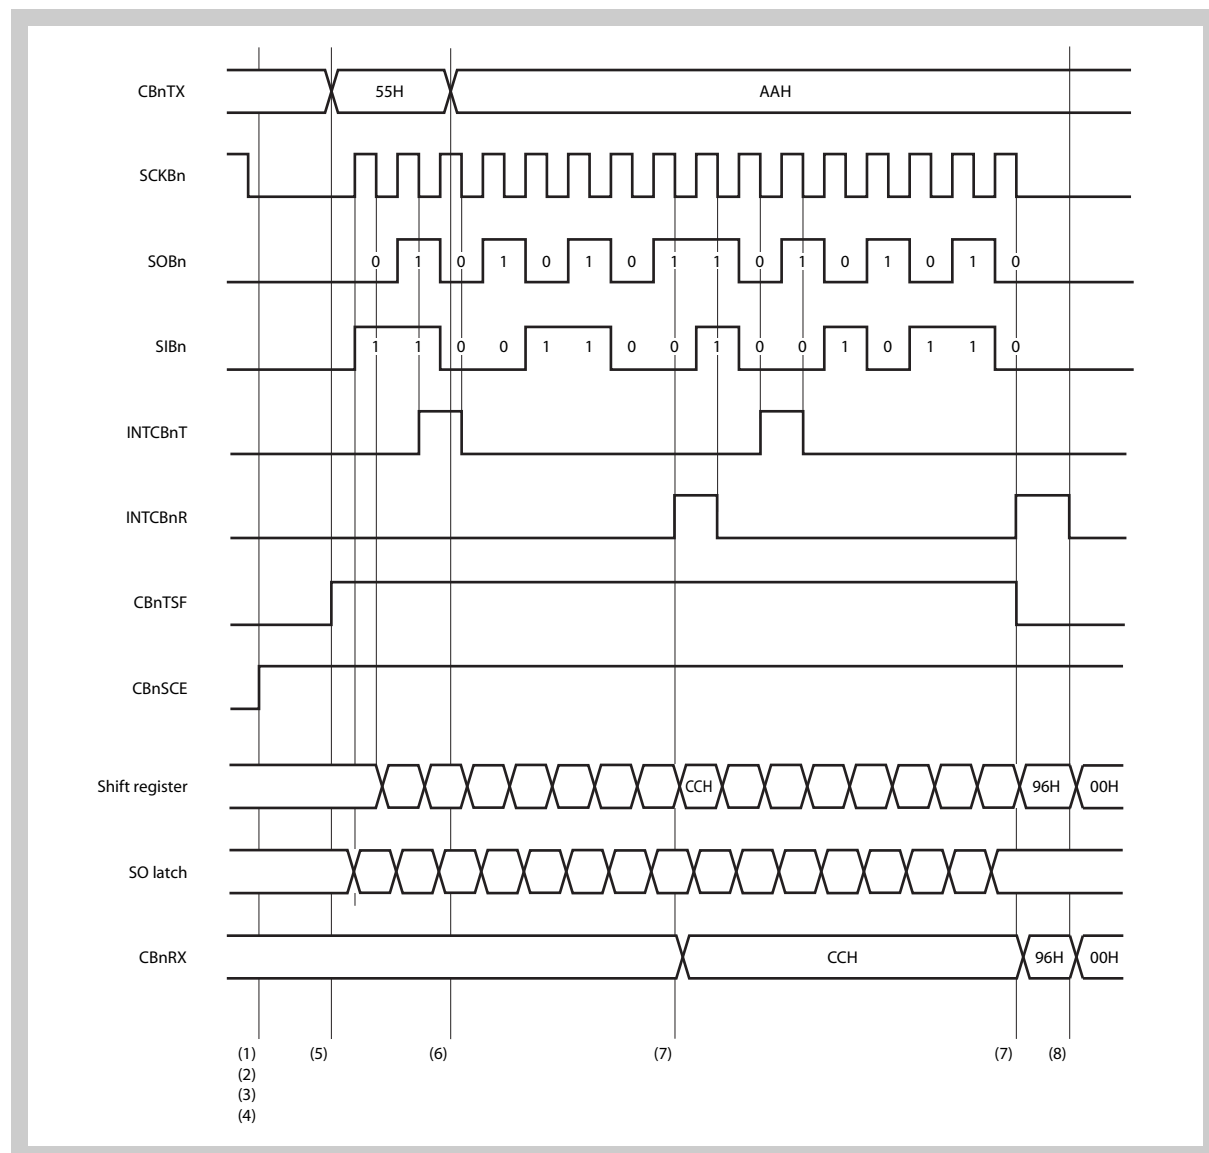 CBnTX 55H AAH
SCKBn
SOBn 0 1 0 1 0 1 0 1 1 0 1 0 1 0 1 0
SIBn 1 1 0 0 1 1 0 0 1 0 0 1 0 1 1 0
INTCBnT
INTCBnR
CBnTSF
CBnSCE
Shift register CCH 96H 00H
SO latch
CBnRX CCH 96H 00H
(1) (5) (6) (7) (7) (8)
(2)
(3)
(4)